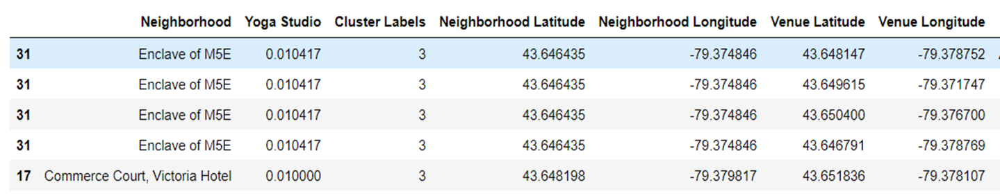 Neighborhood Yoga Studio Cluster Labels Neighborhood Latitude Neighborhood Longitude Venue Latitude Venue Longitude
31 Enclave of M5E 0.010417 3 43.646435 -79.374846 43.648147 -79.378752
31 Enclave of M5E 0.010417 3 43.646435 -79.374846 43.649615 -79.371747
31 Enclave of M5E 0.010417 3 43.646435 -79.374846 43.650400 -79.376700
31 Enclave of M5E 0.010417 3 43.646435 -79.374846 43.646791 -79.378769
17 Commerce Court, Victoria Hotel 0.010000 3 43.648198 -79.379817 43.651836 -79.378107